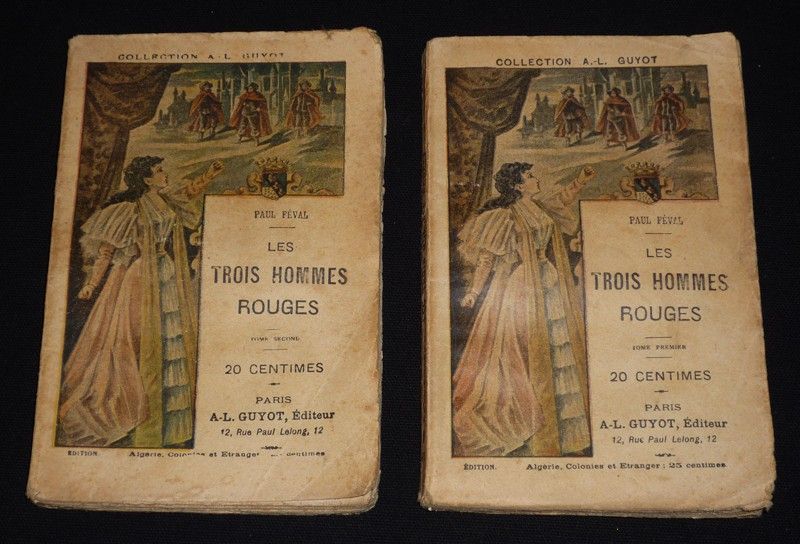 COLLECTION A.-L. GUYOT
PAUL FÉVAL
LES
TROIS HOMMES
ROUGES
TOME SECOND
20 CENTIMES
PARIS
A.-L. GUYOT, Éditeur
12, Rue Paul Lelong, 12
ÉDITION. Algérie, Colonies et Etranger centimes
COLLECTION A.-L. GUYOT
PAUL FÉVAL
LES
TROIS HOMMES
ROUGES
TOME PREMIER
20 CENTIMES
PARIS
A.-L. GUYOT, Éditeur
12, Rue Paul Lelong, 12
ÉDITION. Algérie, Colonies et Etranger : 25 centimes